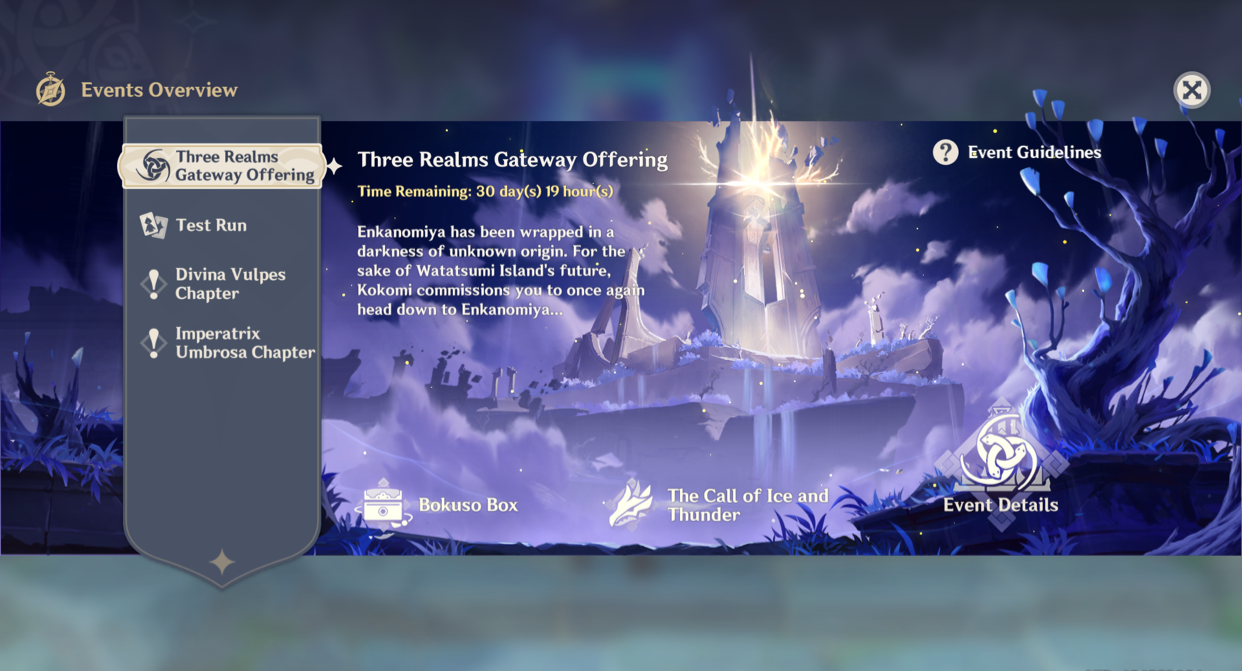 Events Overview
Three Realms
Gateway Offering
Test Run
Divina Vulpes
Chapter
Imperatrix
Umbrosa Chapter
Three Realms Gateway Offering
Time Remaining: 30 day(s) 19 hour(s)
Enkanomiya has been wrapped in a
darkness of unknown origin. For the
sake of Watatsumi Island's future,
Kokomi commissions you to once again
head down to Enkanomiya...
Event Guidelines
Bokuso Box
The Call of Ice and
Thunder
Event Details